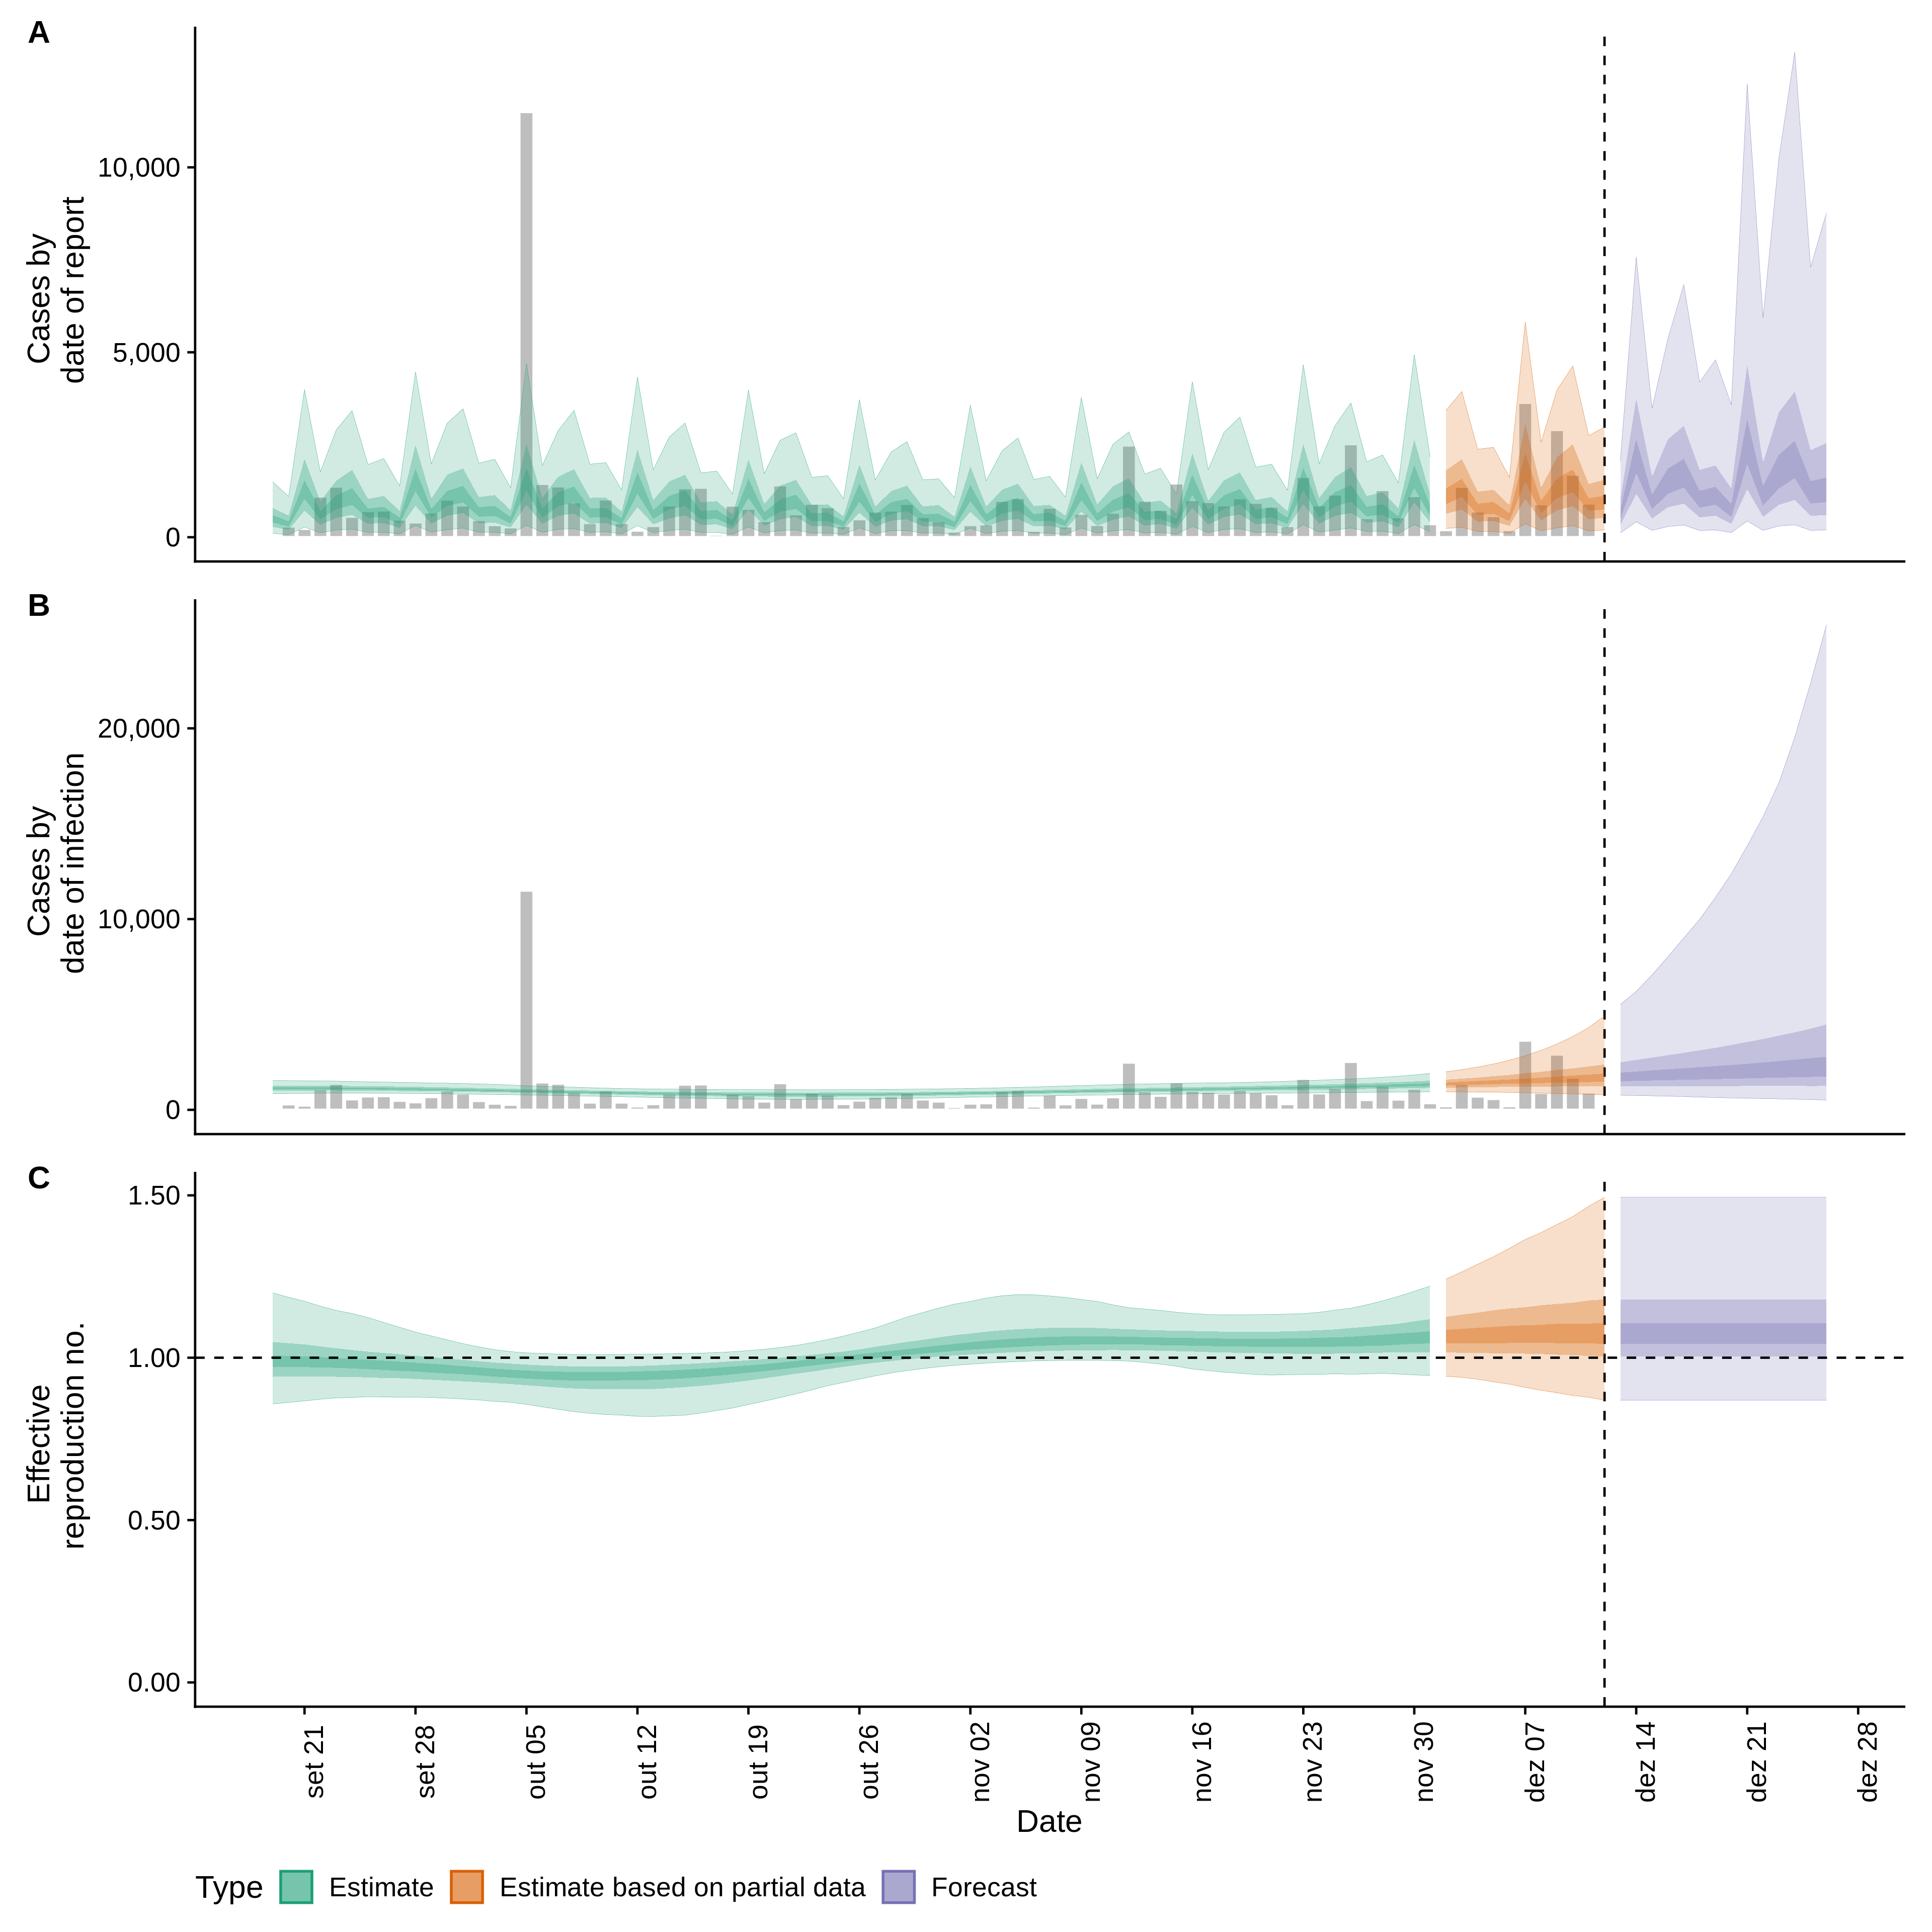 A
10,000
5,000
0
Cases by
date of report
B
20,000
10,000
0
Cases by
date of infection
C
1.50
1.00
0.50
0.00
Effective
reproduction no.
set 21
set 28
out 05
out 12
out 19
out 26
nov 02
nov 09
nov 16
nov 23
nov 30
dez 07
dez 14
dez 21
dez 28
Date
Type Estimate Estimate based on partial data Forecast